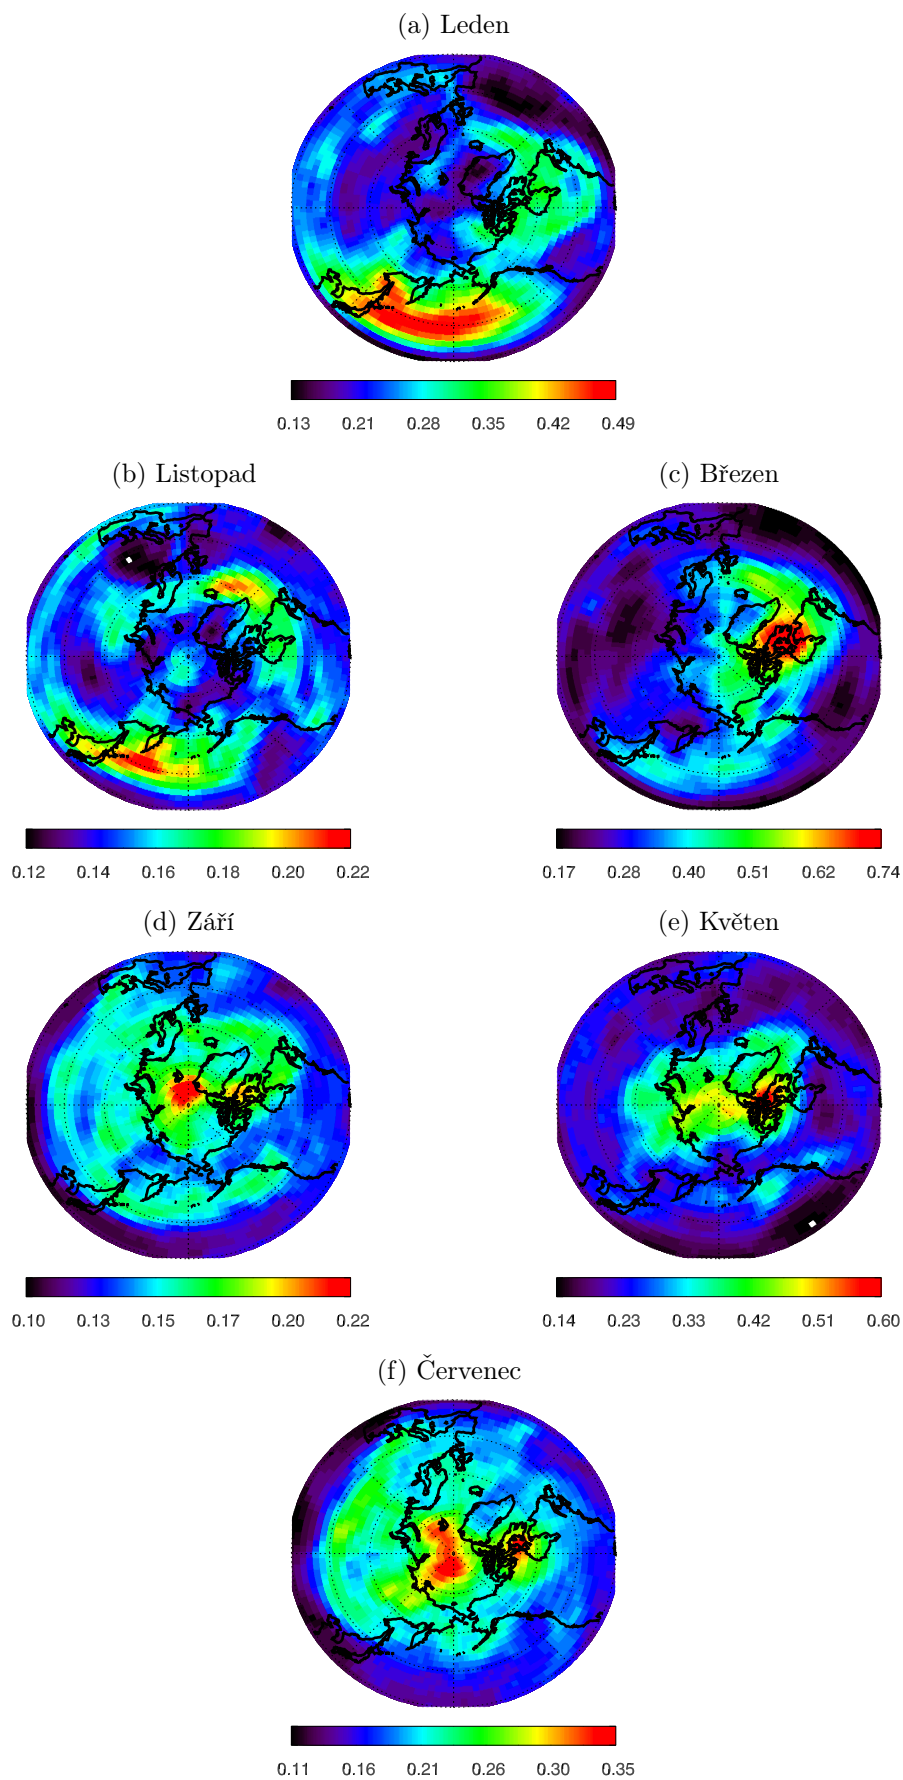 (a) Leden
0.13 0.21 0.28 0.35 0.42 0.49
(b) Listopad
0.12 0.14 0.16 0.18 0.20 0.22
(c) Březen
0.17 0.28 0.40 0.51 0.62 0.74
(d) Září
0.10 0.13 0.15 0.17 0.20 0.22
(e) Květen
0.14 0.23 0.33 0.42 0.51 0.60
(f) Červenec
0.11 0.16 0.21 0.26 0.30 0.35